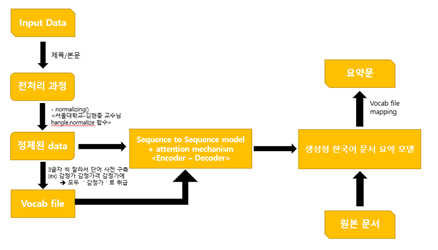 Input Data
제목/본문
전처리 과정
- normalizing()
<서울대학교-김현중 교수님
hangle.normalize 함수>
정제된 data
3글자 씩 잘라서 단어 사전 구축
(ex) 감정가 감정가격 감정가에
➔ 모두 ' 감정가 ' 로 취급
Vocab file
Sequence to Sequence model
+ attention mechanism
<Encoder – Decoder>
요약문
Vocab file
mapping
생성형 한국어 문서 요약 모델
원본 문서